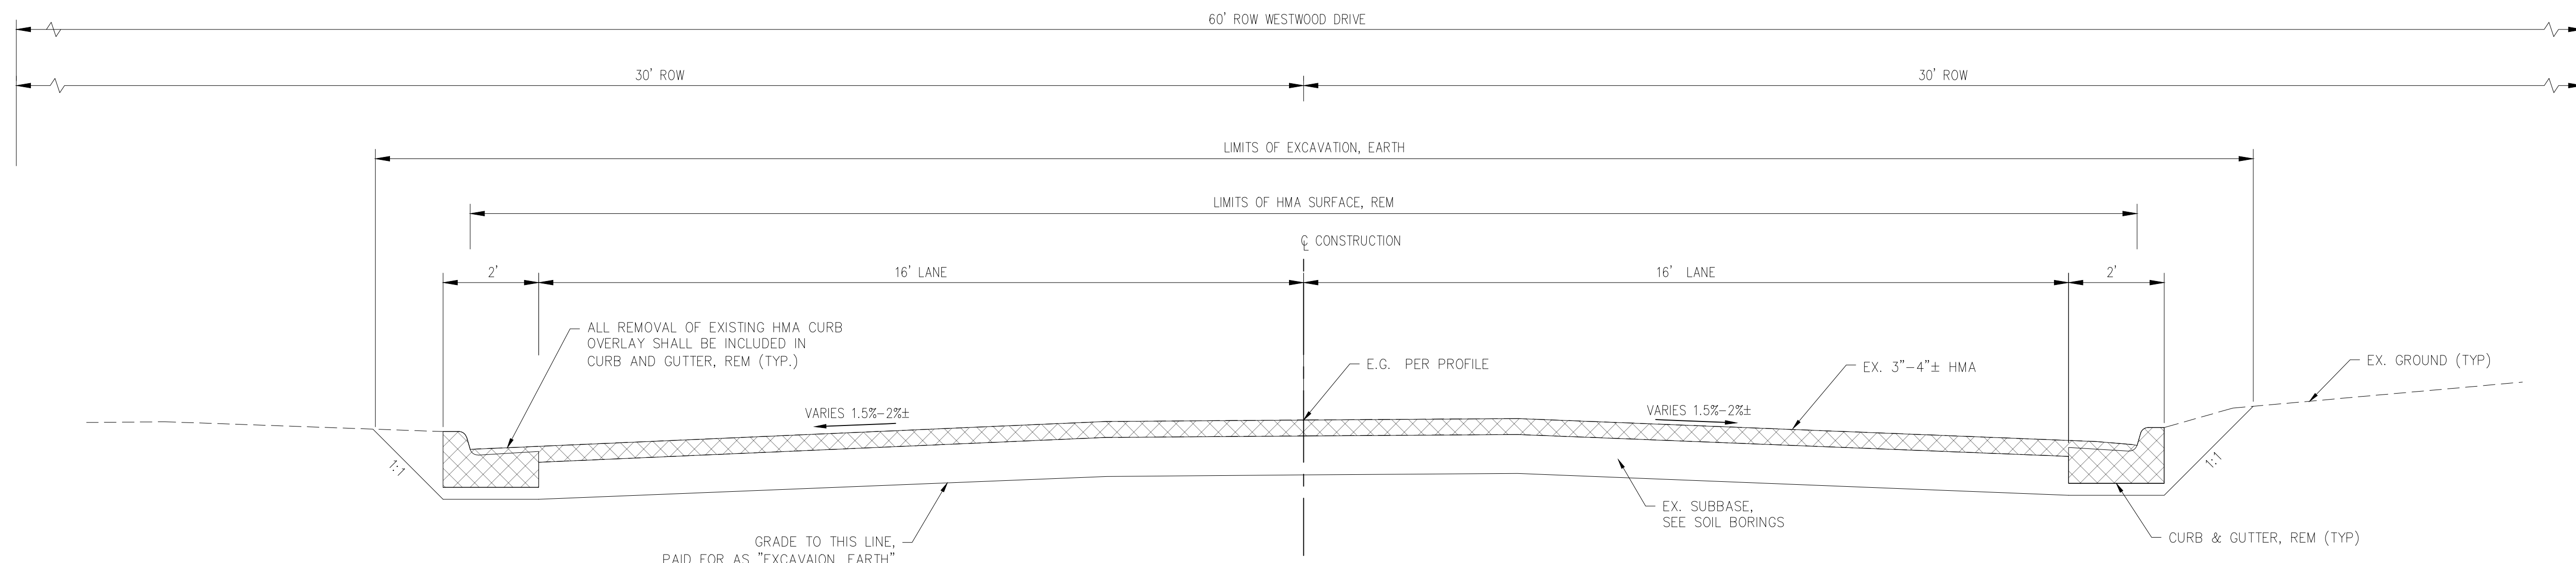 60' ROW WESTWOOD DRIVE
30' ROW
30' ROW
LIMITS OF EXCAVATION, EARTH
LIMITS OF HMA SURFACE, REM
℄ CONSTRUCTION
2'
16' LANE
16' LANE
2'
ALL REMOVAL OF EXISTING HMA CURB
OVERLAY SHALL BE INCLUDED IN
CURB AND GUTTER, REM (TYP.)
E.G. PER PROFILE
EX. 3"-4"± HMA
EX. GROUND (TYP)
VARIES 1.5%-2%±
VARIES 1.5%-2%±
1:1
1:1
EX. SUBBASE,
SEE SOIL BORINGS
GRADE TO THIS LINE,
PAID FOR AS "EXCAVAION, EARTH"
CURB & GUTTER, REM (TYP)